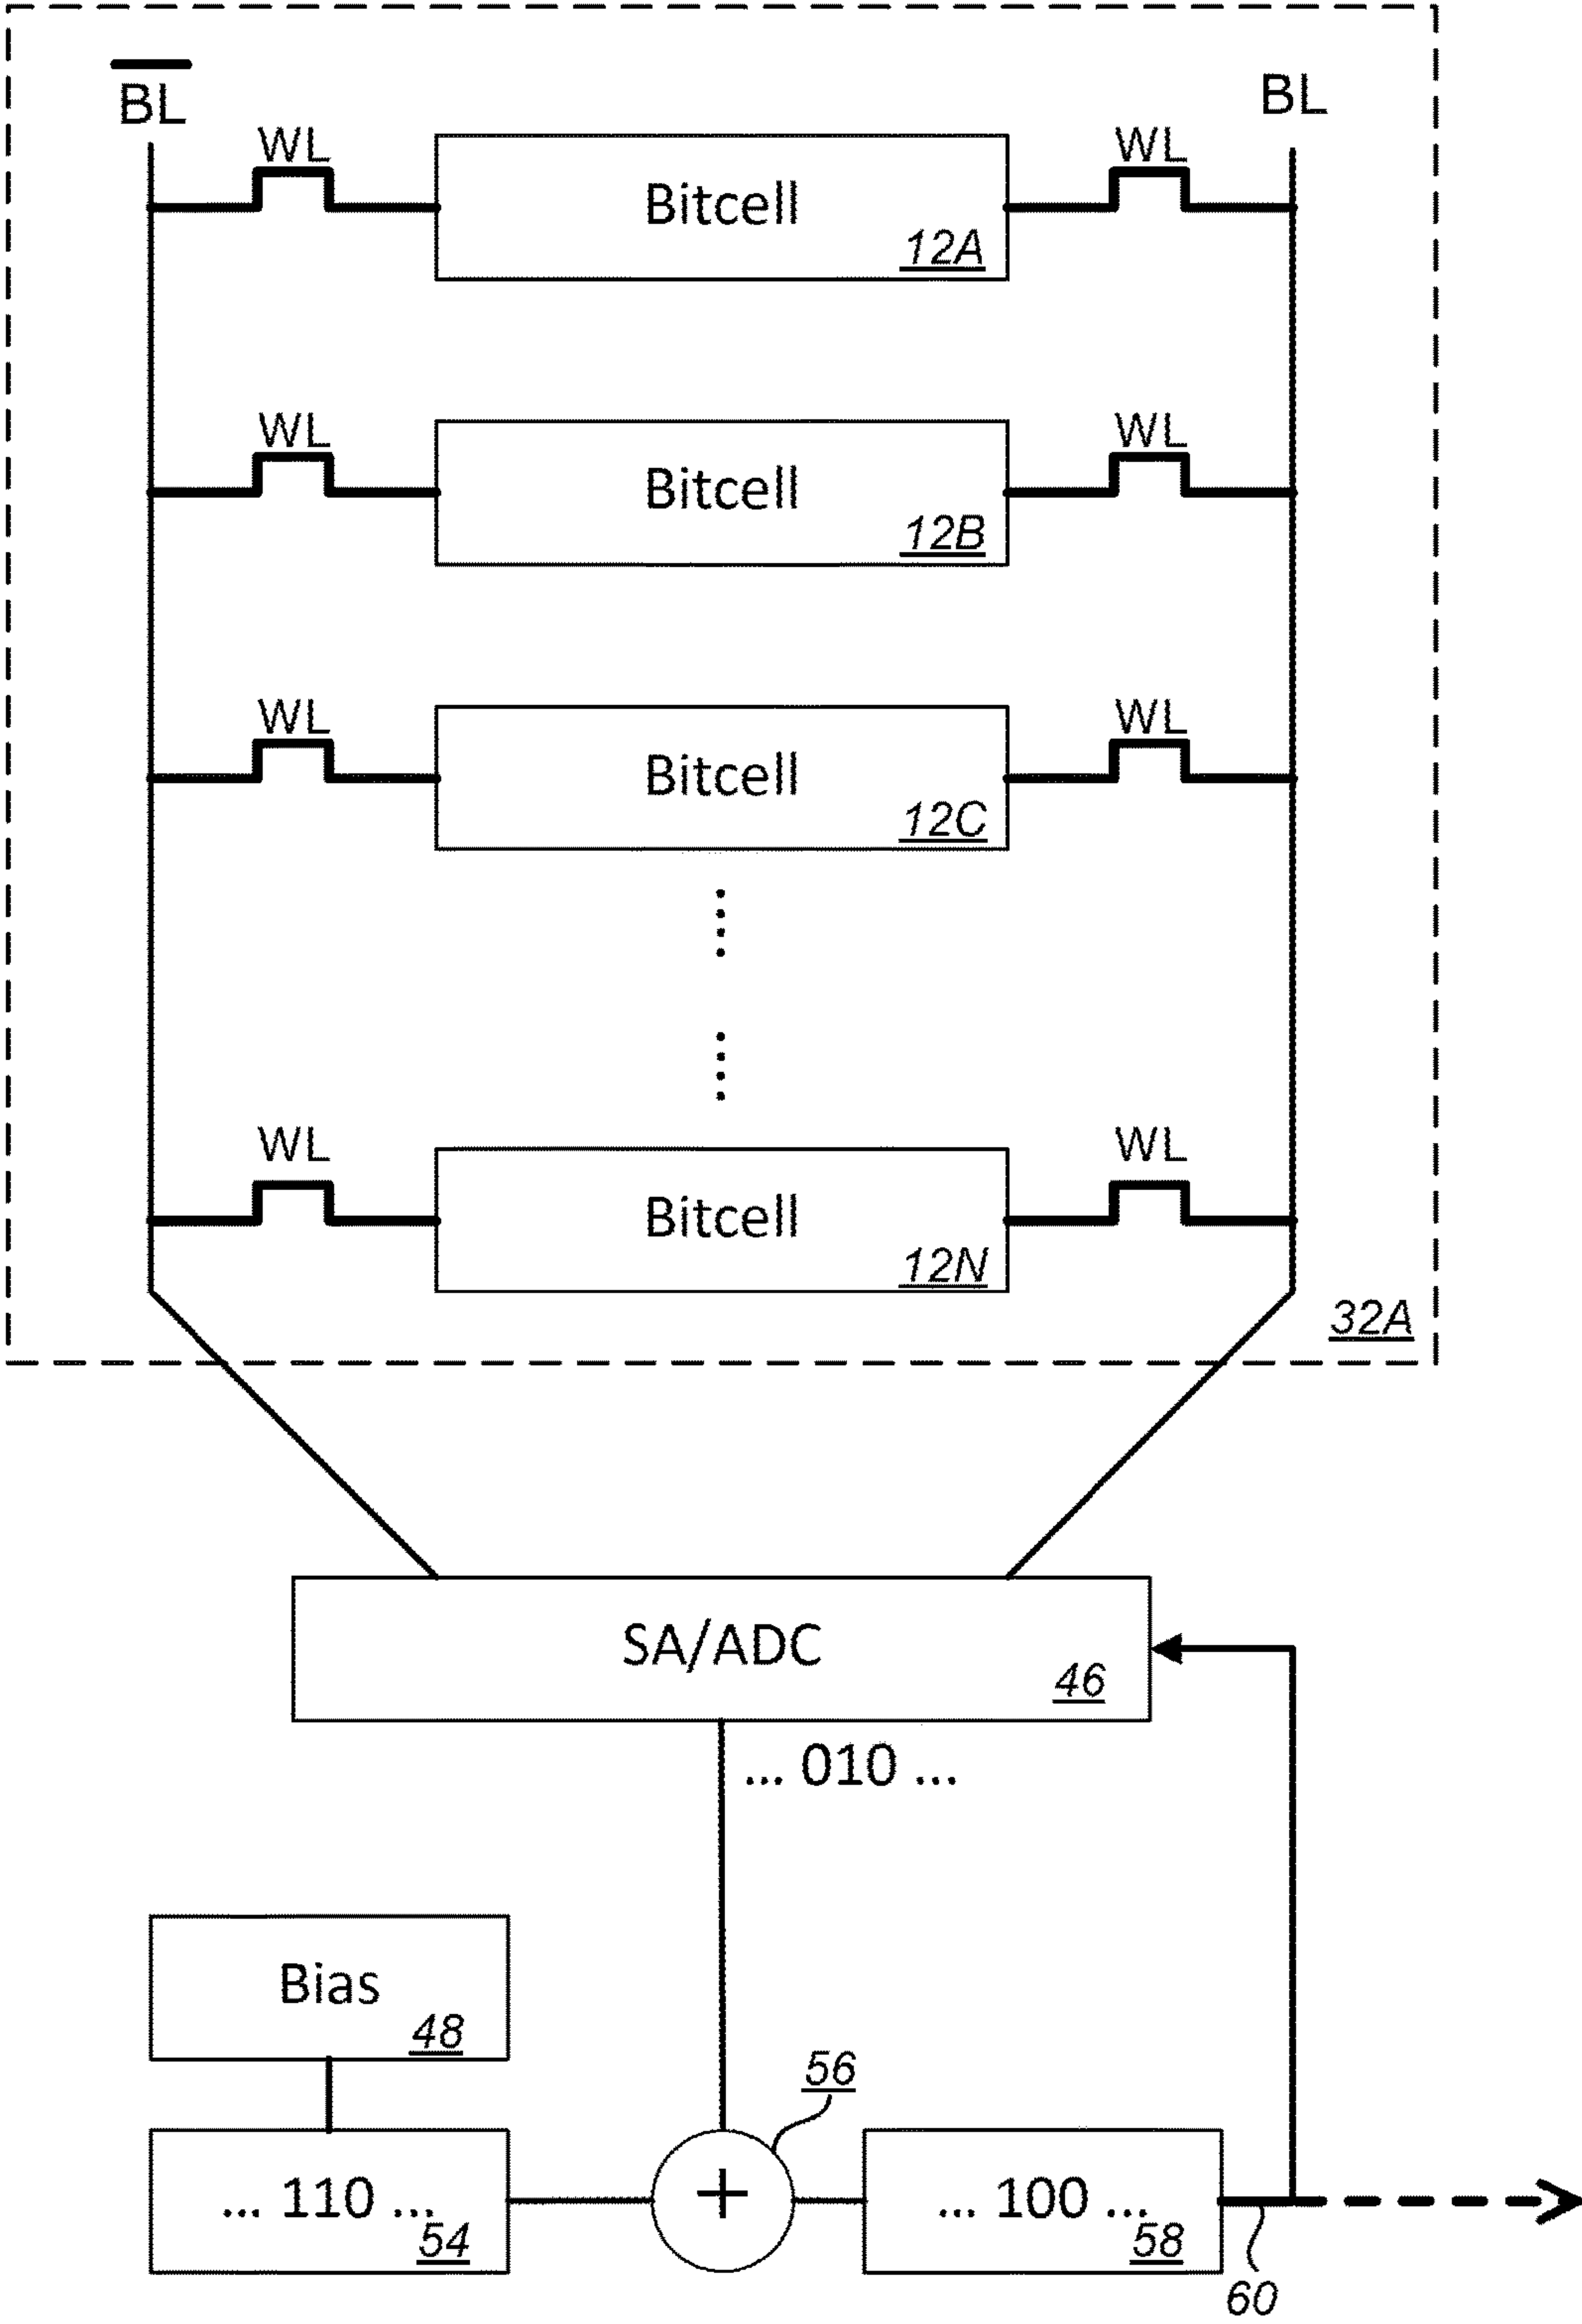 B̅L̅
BL
WL
WL
Bitcell
12A
WL
WL
Bitcell
12B
WL
WL
Bitcell
12C
WL
WL
Bitcell
12N
32A
SA/ADC
46
... 010 ...
Bias
48
56
... 110 ...
54
+
... 100 ...
58
60